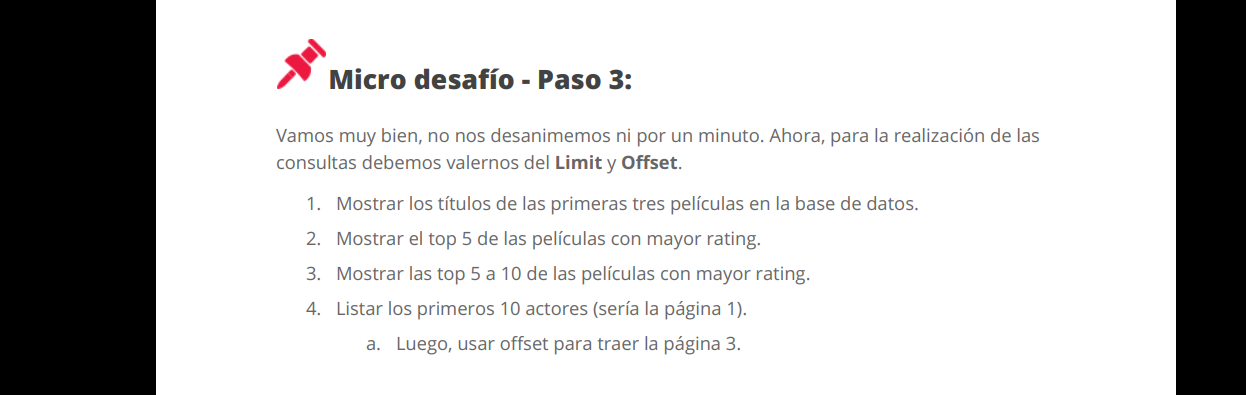 Micro desafío - Paso 3:
Vamos muy bien, no nos desanimemos ni por un minuto. Ahora, para la realización de las
consultas debemos valernos del Limit y Offset.
1. Mostrar los títulos de las primeras tres películas en la base de datos.
2. Mostrar el top 5 de las películas con mayor rating.
3. Mostrar las top 5 a 10 de las películas con mayor rating.
4. Listar los primeros 10 actores (sería la página 1).
a. Luego, usar offset para traer la página 3.